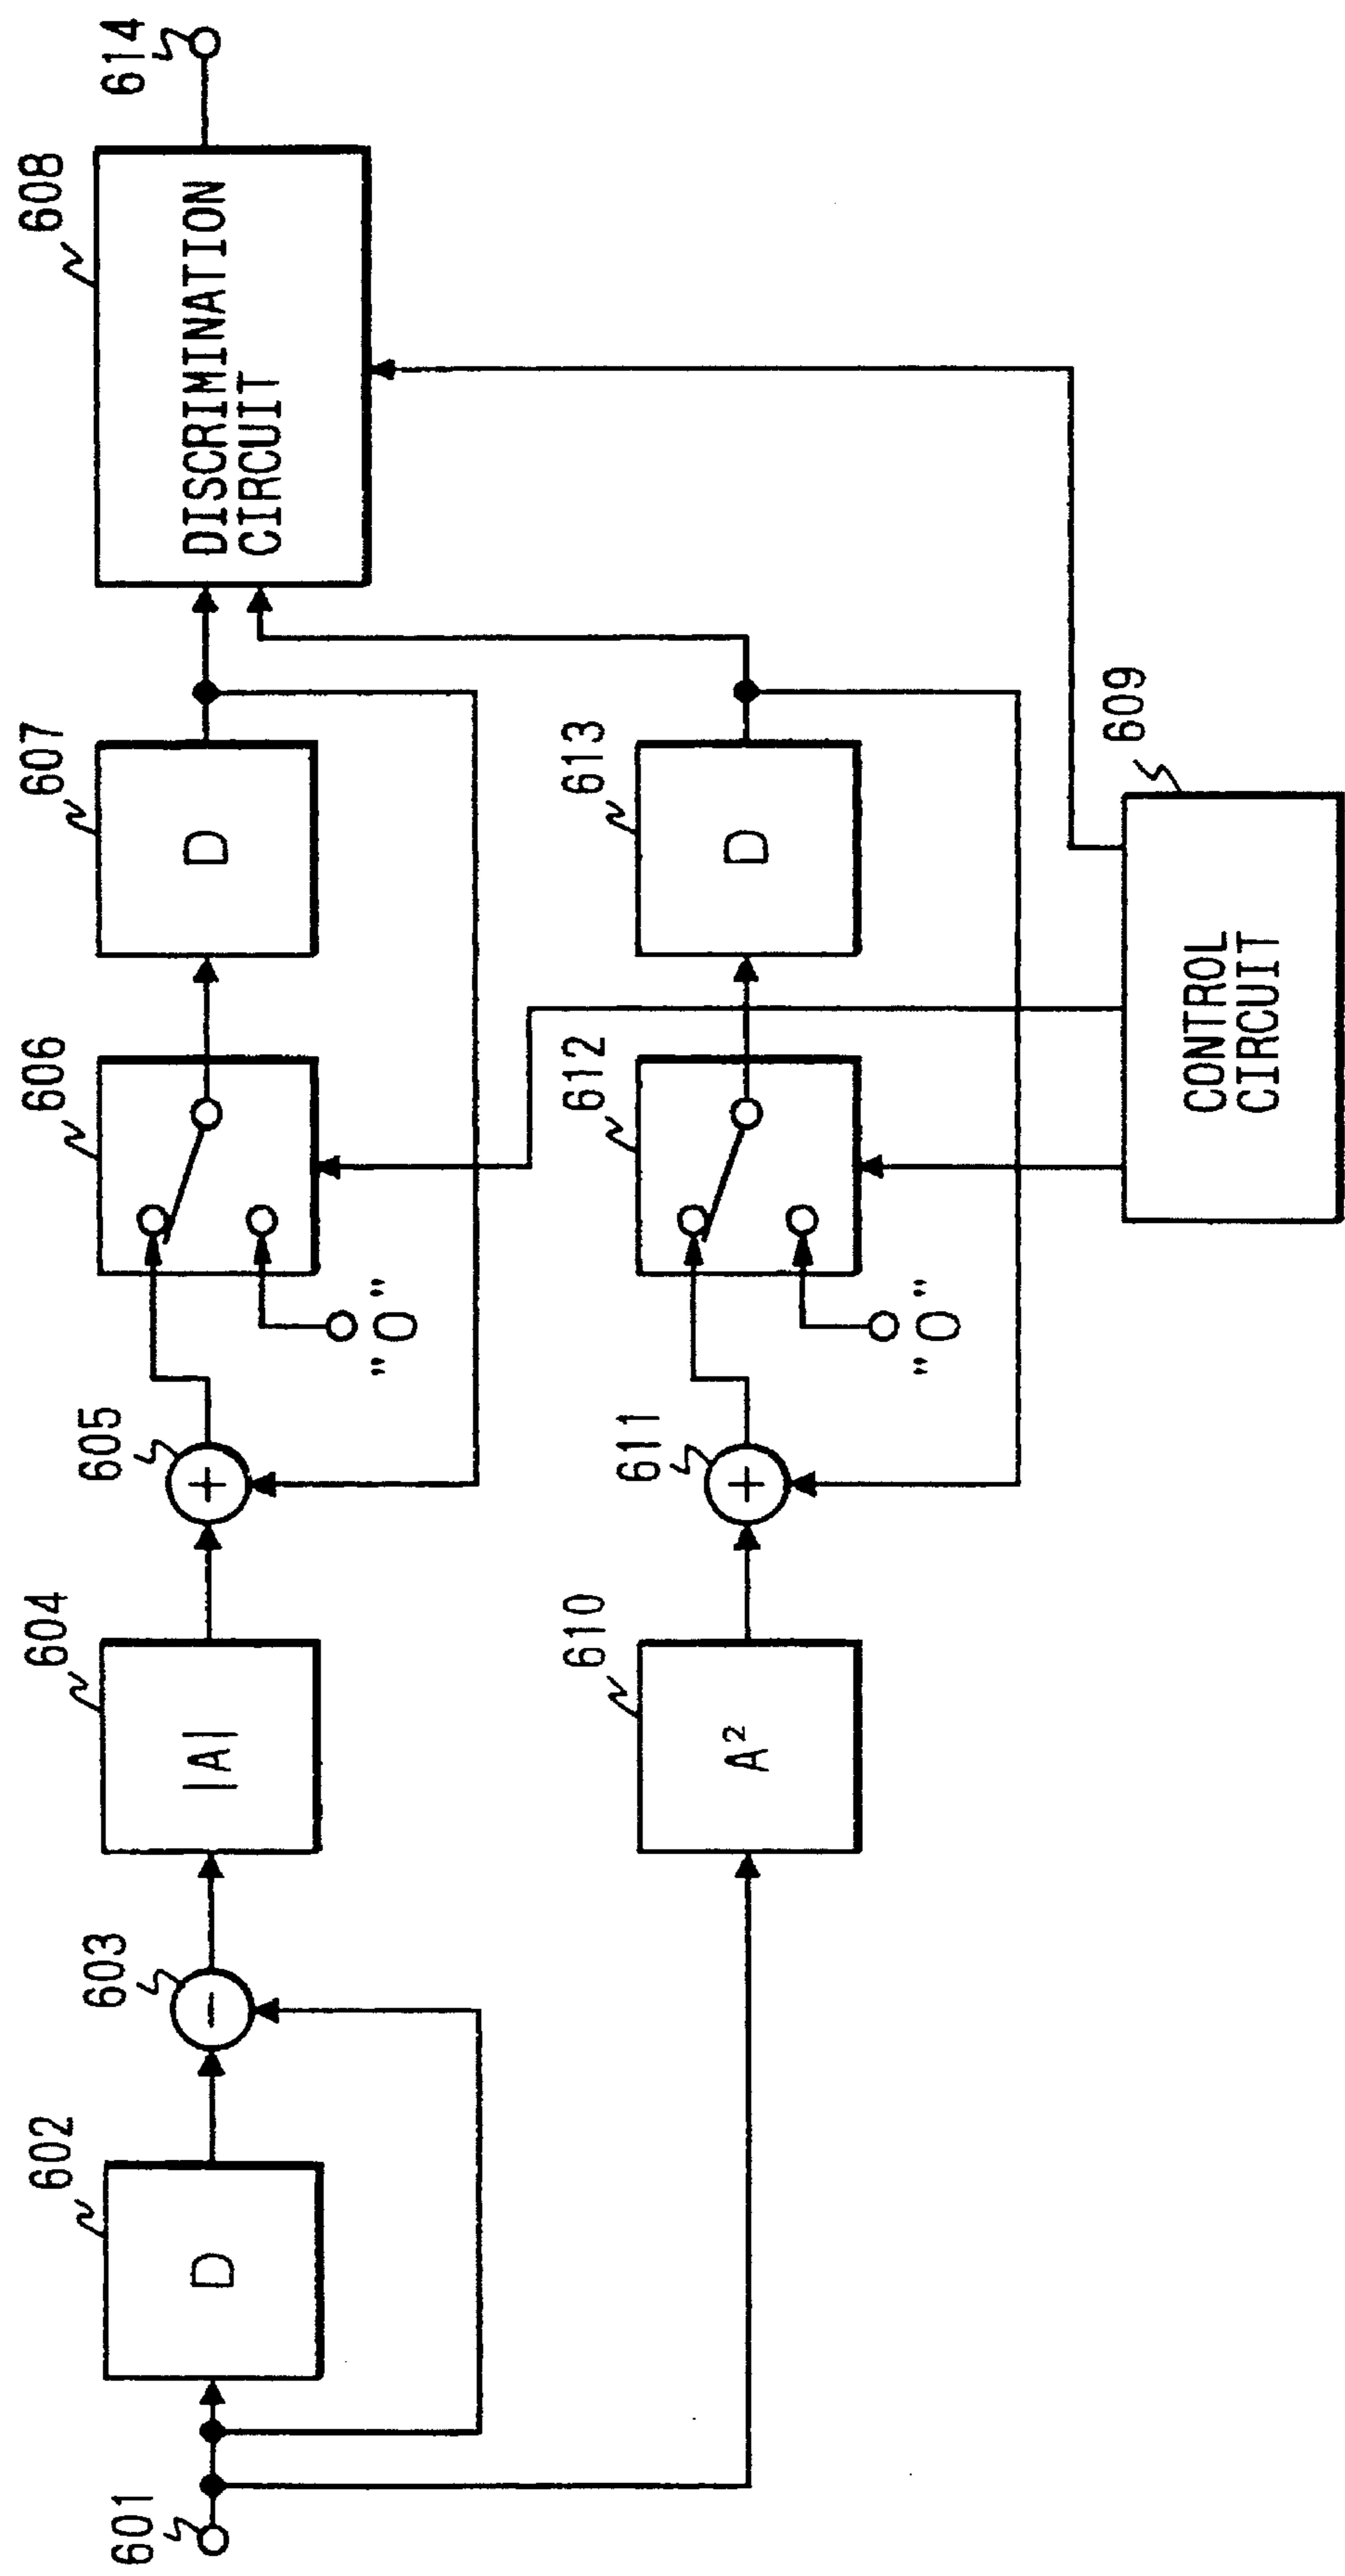 601
602
D
603
-
604
|A|
605
+
"0"
606
607
D
608
DISCRIMINATION
CIRCUIT
614
610
A²
611
+
"0"
612
613
D
609
CONTROL
CIRCUIT